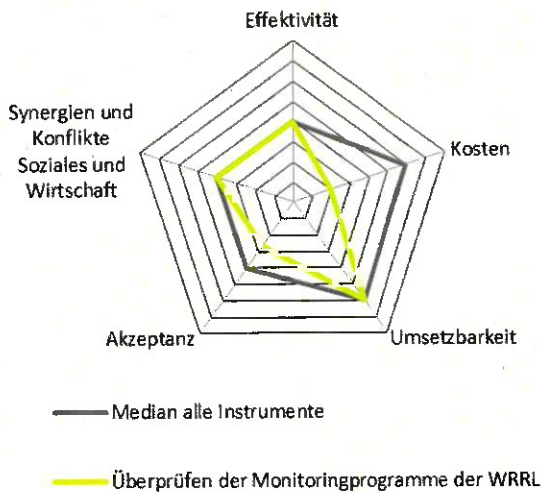 Effektivität
Synergien und
Konflikte
Soziales und
Wirtschaft
Kosten
Akzeptanz
Umsetzbarkeit
Median alle Instrumente
Überprüfen der Monitoringprogramme der WRRL